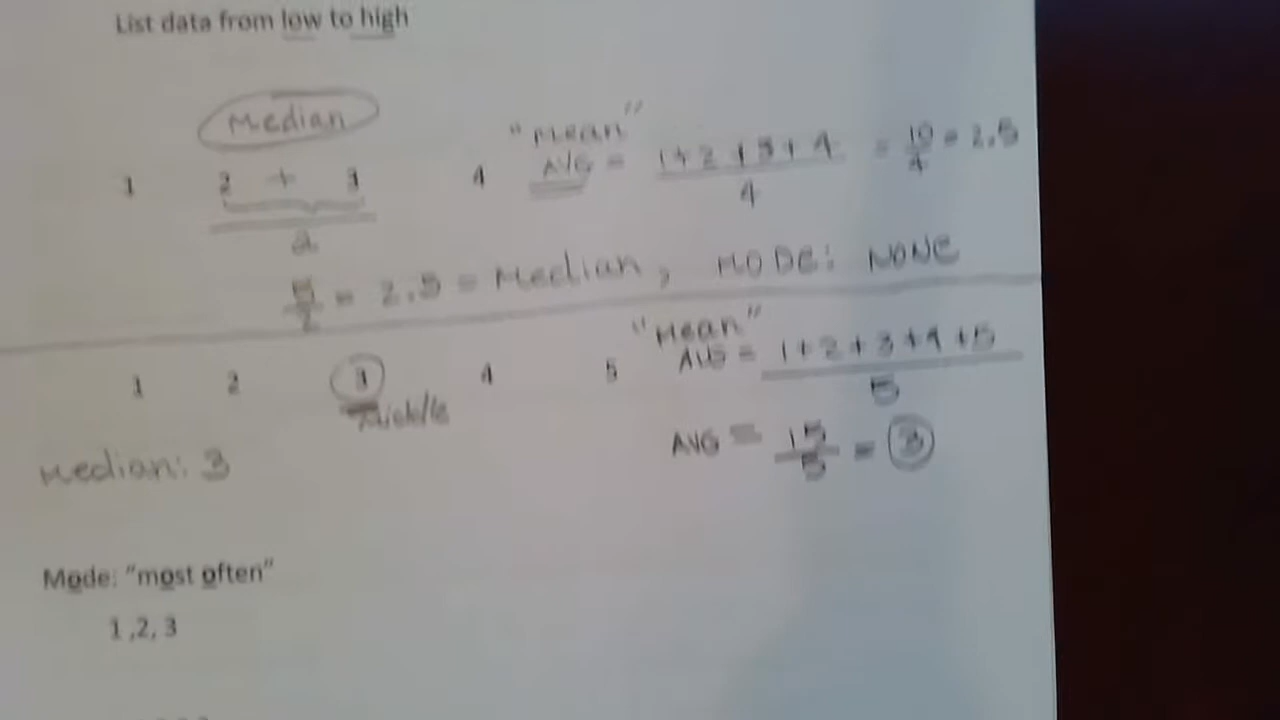 List data from low to high
Median
"Mean"
1 2 + 3 4 AVG = 1+2+3+4 = 10 = 2.5
2 4 4
5 = 2.5 = Median, MODE: NONE
2
"Mean"
1 2 3 4 5 AVG = 1+2+3+4+5
Middle 5
Median: 3 AVG = 15 = 3
5
Mode: "most often"
1 ,2, 3